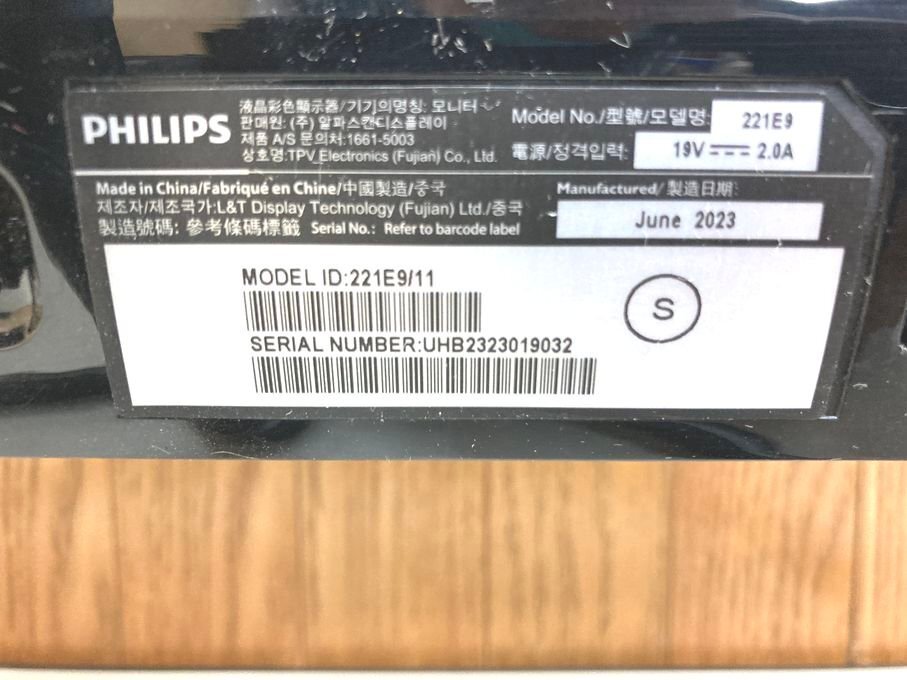 PHILIPS
液晶彩色顯示器/기기의명칭: 모니터
판매원: (주) 알파스캔디스플레이
제품 A/S 문의처:1661-5003
상호명:TPV Electronics (Fujian) Co., Ltd.
Model No./型號/모델명: 221E9
電源/정격입력: 19V ⎓ 2.0A
Made in China/Fabriqué en Chine/中國製造/중국
제조자/제조국가:L&T Display Technology (Fujian) Ltd./중국
製造號碼: 參考條碼標籤 Serial No.: Refer to barcode label
Manufactured/ 製造日期:
June 2023
MODEL ID:221E9/11
SERIAL NUMBER:UHB2323019032
S